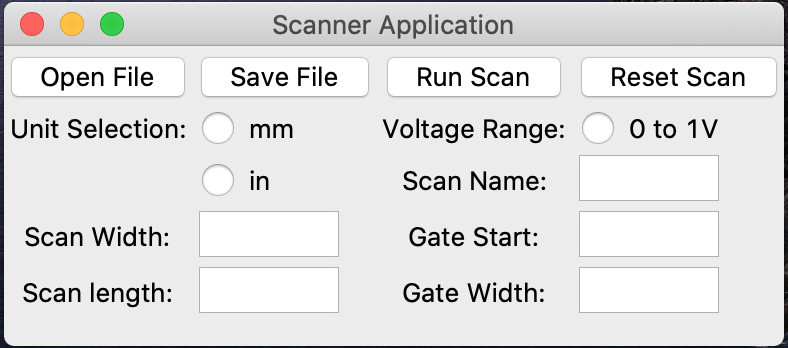 Scanner Application
Open File Save File Run Scan Reset Scan
Unit Selection: mm Voltage Range: 0 to 1V
in Scan Name:
Scan Width: Gate Start:
Scan length: Gate Width: